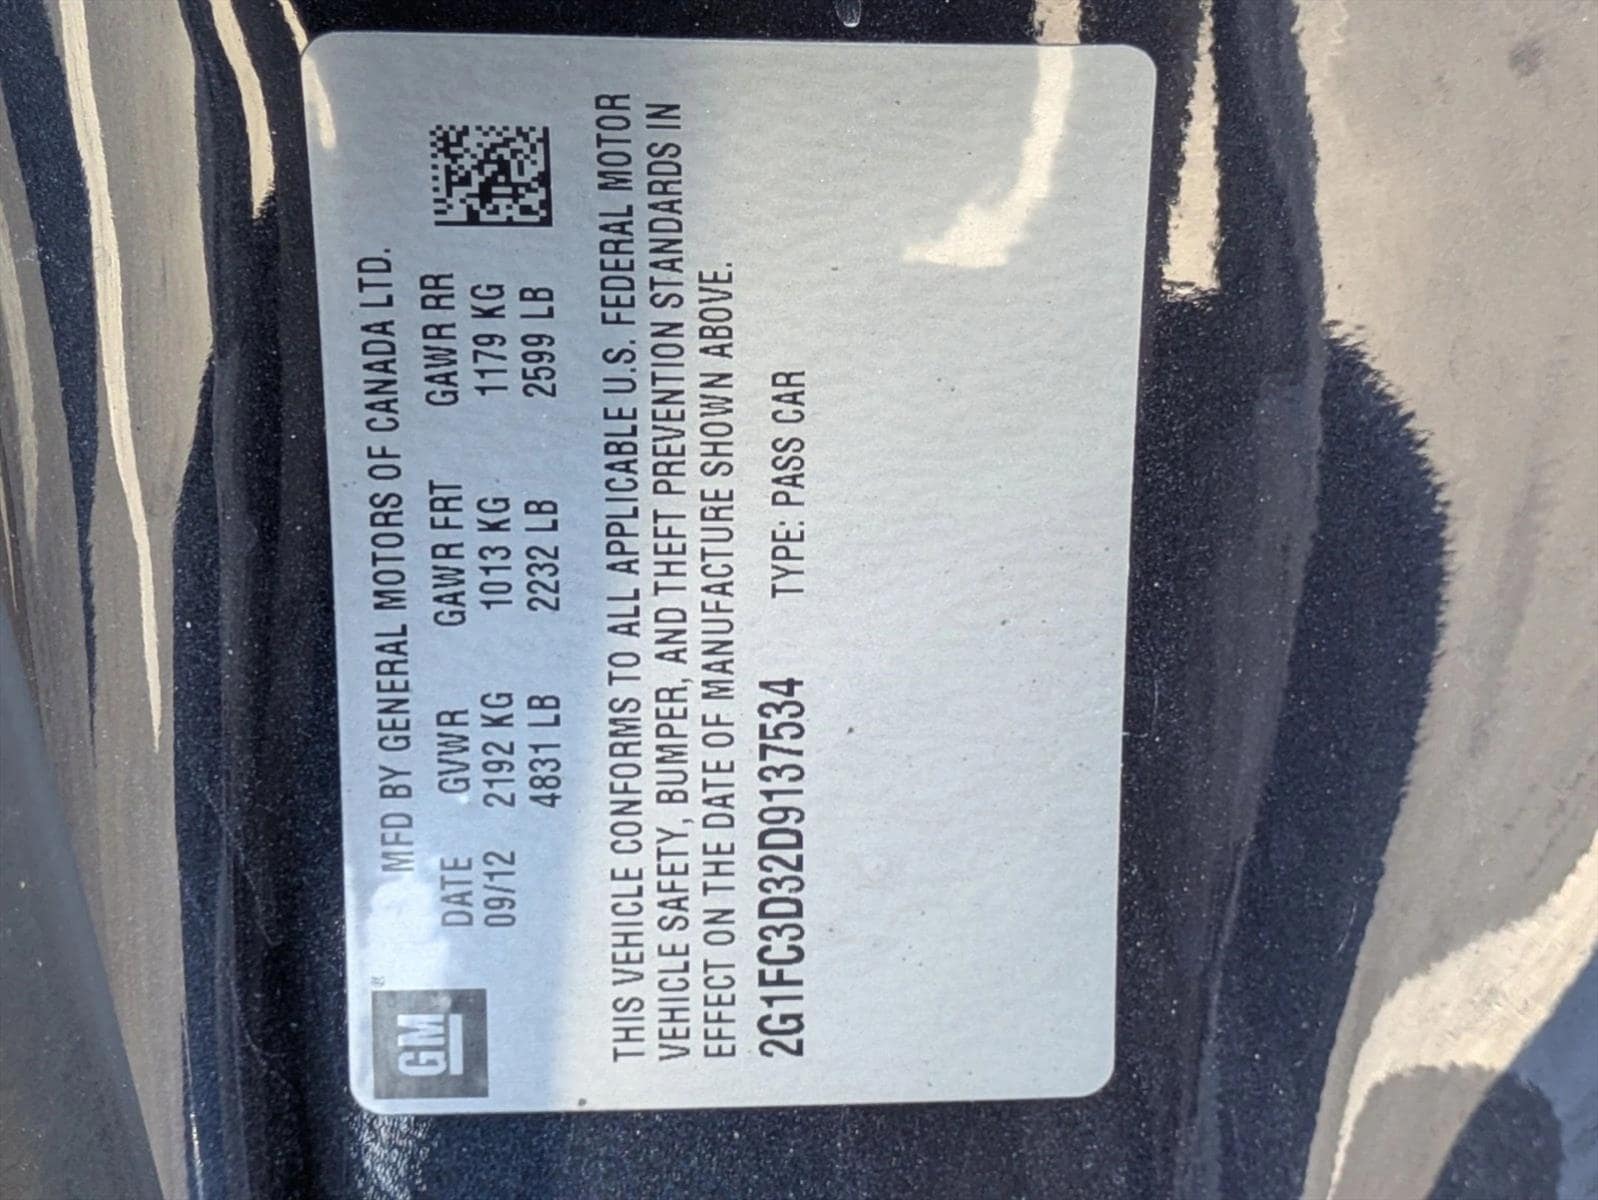 GM®
MFD BY GENERAL MOTORS OF CANADA LTD.
DATE GVWR GAWR FRT GAWR RR
09/12 2192 KG 1013 KG 1179 KG
4831 LB 2232 LB 2599 LB
THIS VEHICLE CONFORMS TO ALL APPLICABLE U.S. FEDERAL MOTOR
VEHICLE SAFETY, BUMPER, AND THEFT PREVENTION STANDARDS IN
EFFECT ON THE DATE OF MANUFACTURE SHOWN ABOVE.
2G1FC3D32D9137534 TYPE: PASS CAR